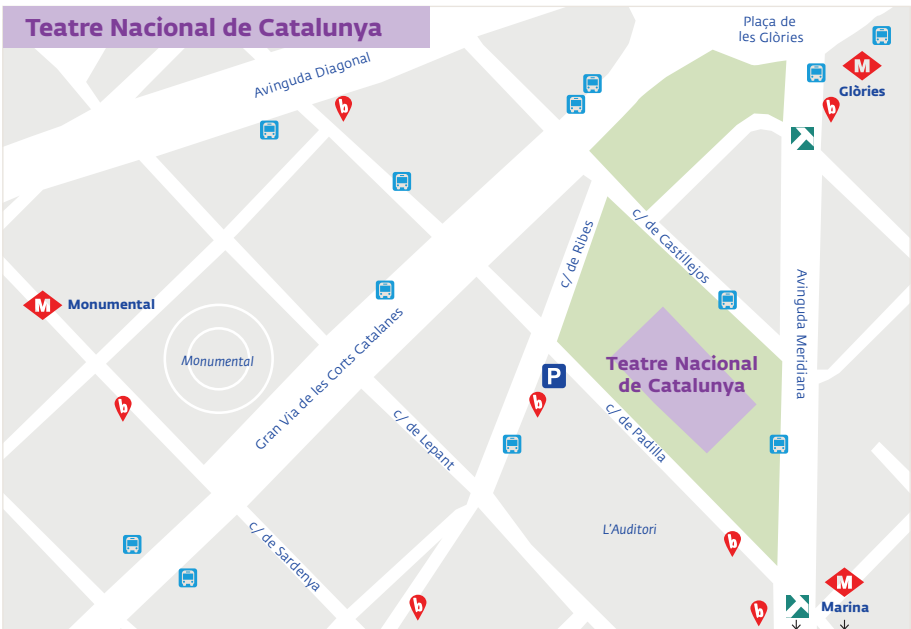 Teatre Nacional de Catalunya
Plaça de
les Glòries
Avinguda Diagonal
M
Glòries
b
b
c/ de Ribes
c/ de Castillejos
M
Monumental
Avinguda Meridiana
Monumental
Gran Via de les Corts Catalanes
Teatre Nacional
de Catalunya
P
b
b
c/ de Lepant
c/ de Padilla
L'Auditori
c/ de Sardenya
b
M
Marina
b
b